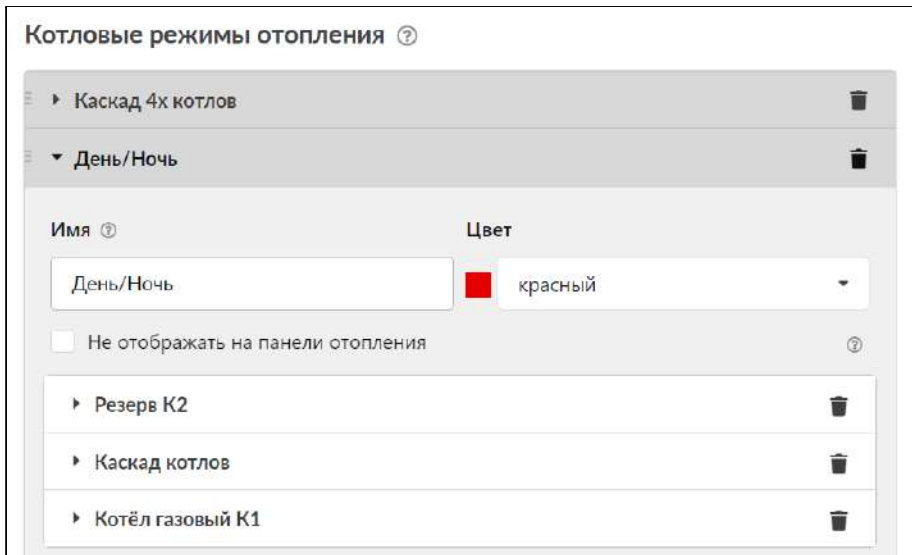 Котловые режимы отопления ?
Каскад 4х котлов
День/Ночь
Имя ? Цвет
День/Ночь красный
Не отображать на панели отопления ?
Резерв К2
Каскад котлов
Котёл газовый К1